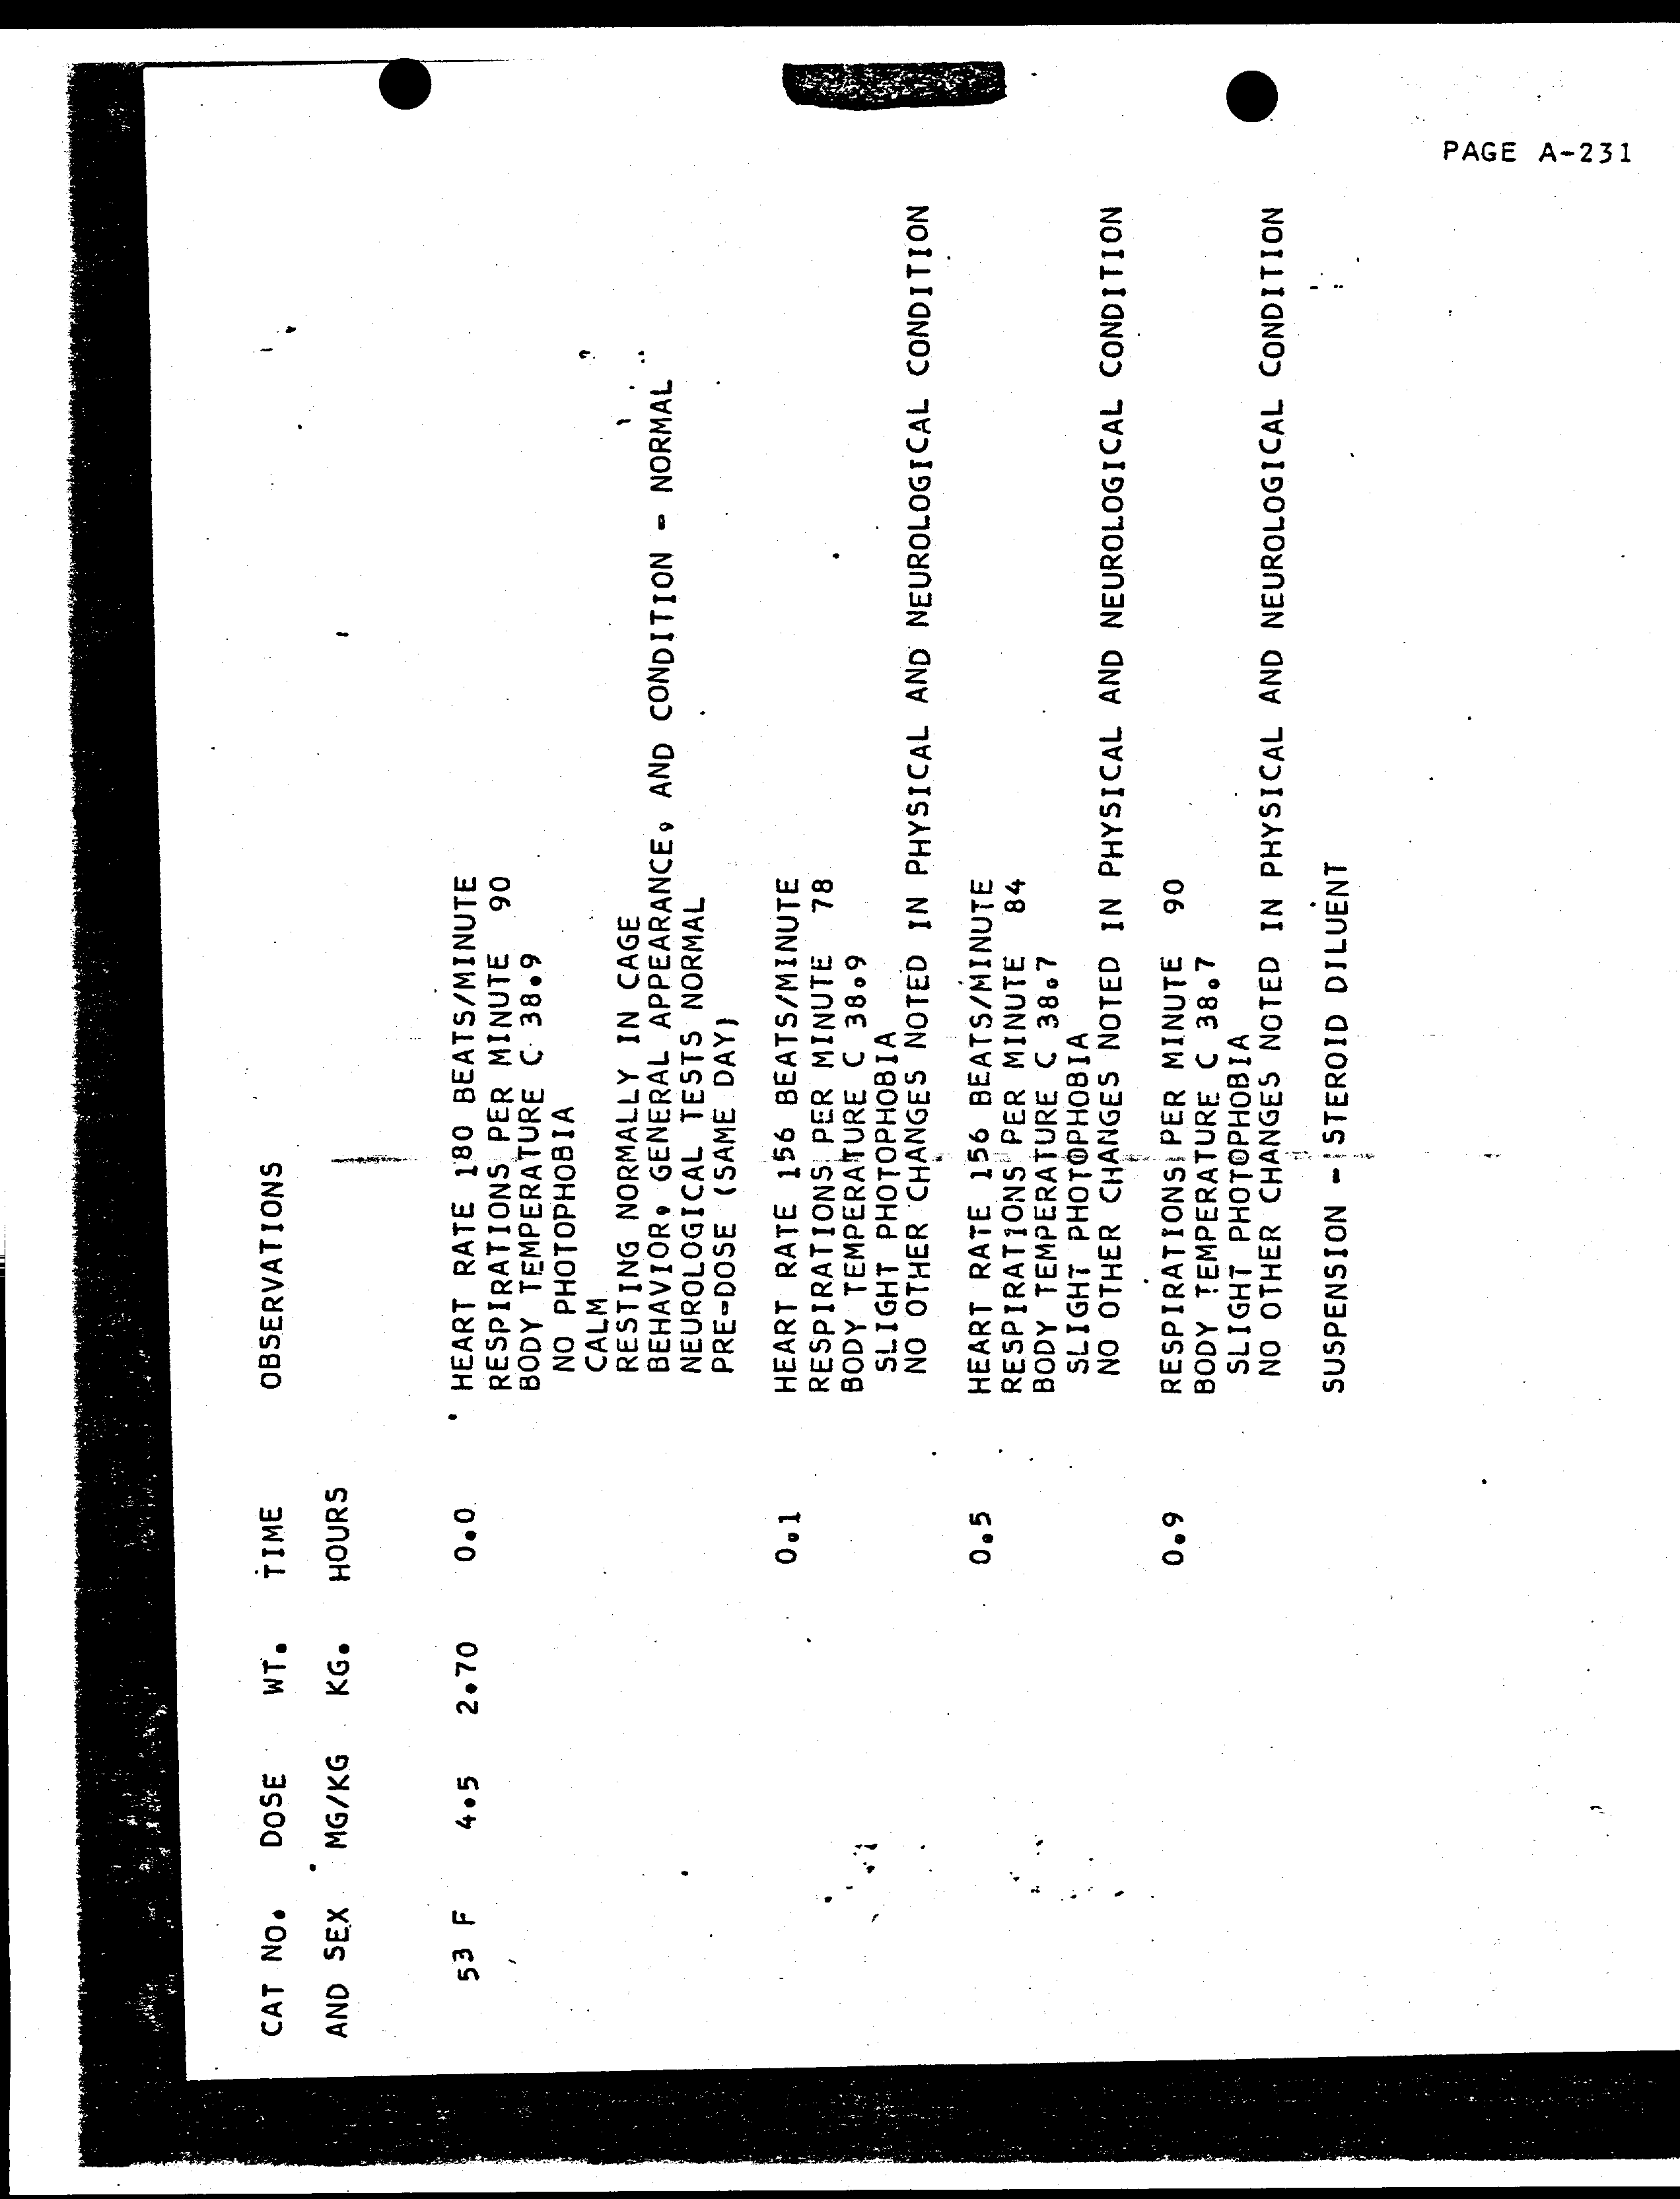 PAGE A-231
CAT NO. DOSE WT. TIME OBSERVATIONS
AND SEX MG/KG KG. HOURS
53 F 4.5 2.70 0.0 HEART RATE 180 BEATS/MINUTE
RESPIRATIONS PER MINUTE 90
BODY TEMPERATURE C 38.9
NO PHOTOPHOBIA
CALM
RESTING NORMALLY IN CAGE
BEHAVIOR, GENERAL APPEARANCE, AND CONDITION - NORMAL
NEUROLOGICAL TESTS NORMAL
PRE-DOSE (SAME DAY)
0.1 HEART RATE 156 BEATS/MINUTE
RESPIRATIONS PER MINUTE 78
BODY TEMPERATURE C 38.9
SLIGHT PHOTOPHOBIA
NO OTHER CHANGES NOTED IN PHYSICAL AND NEUROLOGICAL CONDITION
0.5 HEART RATE 156 BEATS/MINUTE
RESPIRATIONS PER MINUTE 84
BODY TEMPERATURE C 38.7
SLIGHT PHOTOPHOBIA
NO OTHER CHANGES NOTED IN PHYSICAL AND NEUROLOGICAL CONDITION
0.9 RESPIRATIONS PER MINUTE 90
BODY TEMPERATURE C 38.7
SLIGHT PHOTOPHOBIA
NO OTHER CHANGES NOTED IN PHYSICAL AND NEUROLOGICAL CONDITION
SUSPENSION - STEROID DILUENT